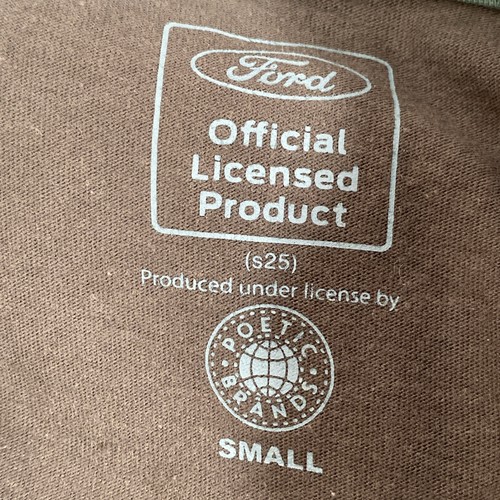 Ford
Official
Licensed
Product
(s25)
Produced under license by
POETIC
BRANDS
SMALL